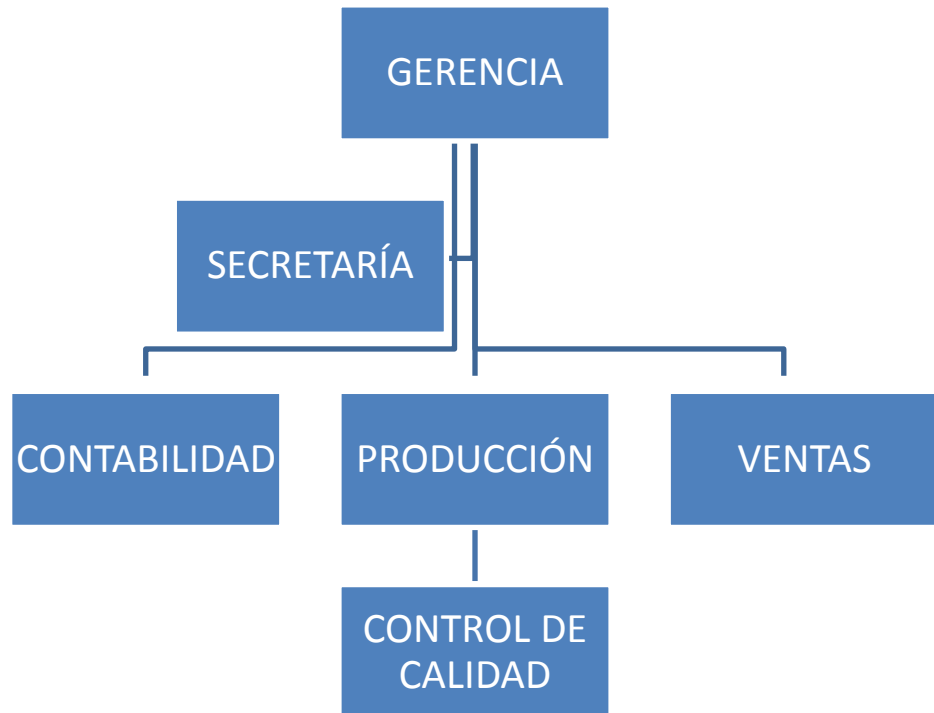 GERENCIA
SECRETARÍA
CONTABILIDAD
PRODUCCIÓN
VENTAS
CONTROL DE
CALIDAD